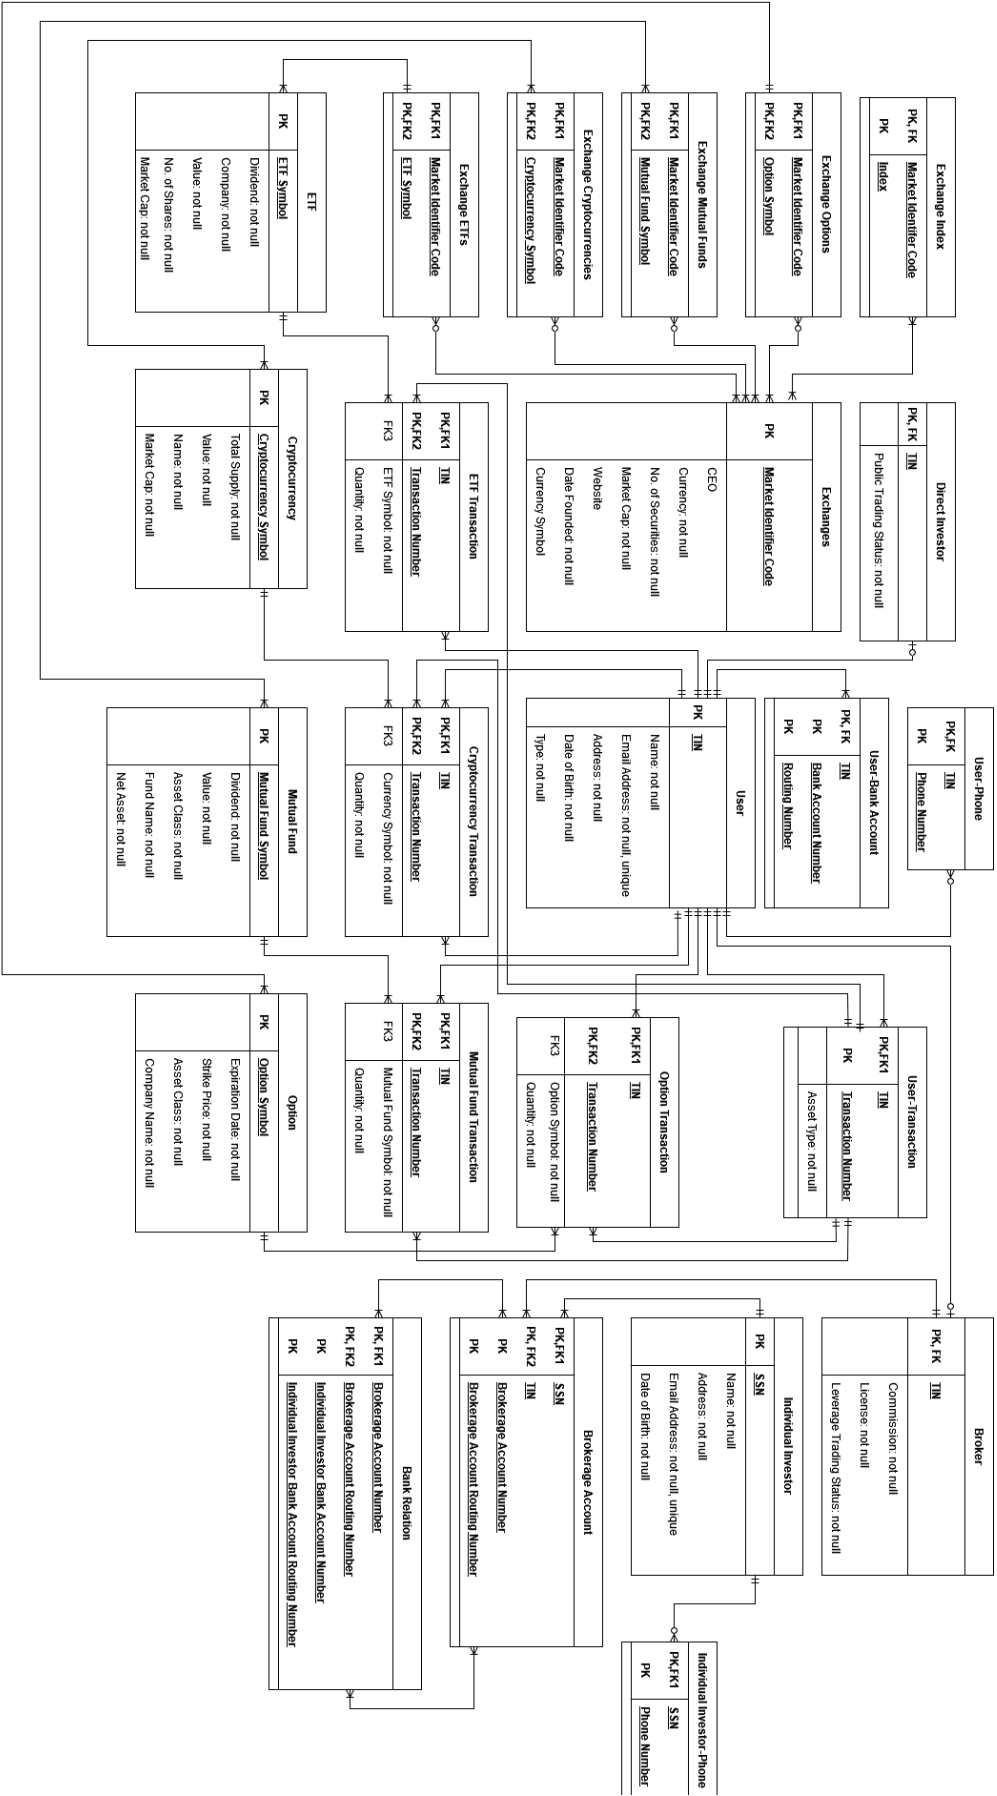 Exchange Index
PK, FK Market Identifier Code
PK Index
Exchange Options
PK,FK1 Market Identifier Code
PK,FK2 Option Symbol
Exchange Mutual Funds
PK,FK1 Market Identifier Code
PK,FK2 Mutual Fund Symbol
Exchange Cryptocurrencies
PK,FK1 Market Identifier Code
PK,FK2 Cryptocurrency Symbol
Exchange ETFs
PK,FK1 Market Identifier Code
PK,FK2 ETF Symbol
ETF
PK ETF Symbol
Dividend: not null
Company: not null
Value: not null
No. of Shares: not null
Market Cap: not null
Direct Investor
PK, FK TIN
Public Trading Status: not null
Exchanges
PK Market Identifier Code
CEO
Currency: not null
No. of Securities: not null
Market Cap: not null
Website
Date Founded: not null
Currency Symbol
ETF Transaction
PK,FK1 TIN
PK,FK2 Transaction Number
FK3 ETF Symbol: not null
Quantity: not null
Cryptocurrency
PK Cryptocurrency Symbol
Total Supply: not null
Value: not null
Name: not null
Market Cap: not null
User-Phone
PK,FK TIN
PK Phone Number
User-Bank Account
PK, FK TIN
PK Bank Account Number
PK Routing Number
User
PK TIN
Name: not null
Email Address: not null, unique
Address: not null
Date of Birth: not null
Type: not null
Cryptocurrency Transaction
PK,FK1 TIN
PK,FK2 Transaction Number
FK3 Currency Symbol: not null
Quantity: not null
Mutual Fund
PK Mutual Fund Symbol
Dividend: not null
Value: not null
Asset Class: not null
Fund Name: not null
Net Asset: not null
User-Transaction
PK,FK1 TIN
PK Transaction Number
Asset Type: not null
Option Transaction
PK,FK1 TIN
PK,FK2 Transaction Number
FK3 Option Symbol: not null
Quantity: not null
Mutual Fund Transaction
PK,FK1 TIN
PK,FK2 Transaction Number
FK3 Mutual Fund Symbol: not null
Quantity: not null
Option
PK Option Symbol
Expiration Date: not null
Strike Price: not null
Asset Class: not null
Company Name: not null
Broker
PK, FK TIN
Commission: not null
License: not null
Leverage Trading Status: not null
Individual Investor
PK SSN
Name: not null
Address: not null
Email Address: not null, unique
Date of Birth: not null
Brokerage Account
PK,FK1 SSN
PK, FK2 TIN
PK Brokerage Account Number
PK Brokerage Account Routing Number
Bank Relation
PK, FK1 Brokerage Account Number
PK, FK2 Brokerage Account Routing Number
PK Individual Investor Bank Account Number
PK Individual Investor Bank Account Routing Number
Individual Investor-Phone
PK,FK1 SSN
PK Phone Number